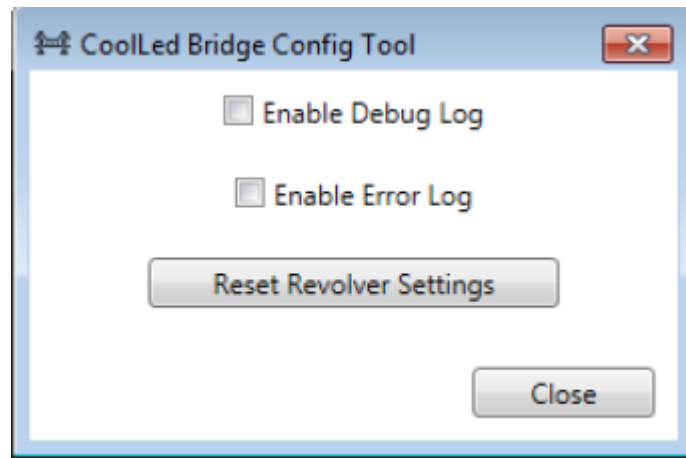 CoolLed Bridge Config Tool
Enable Debug Log
Enable Error Log
Reset Revolver Settings
Close